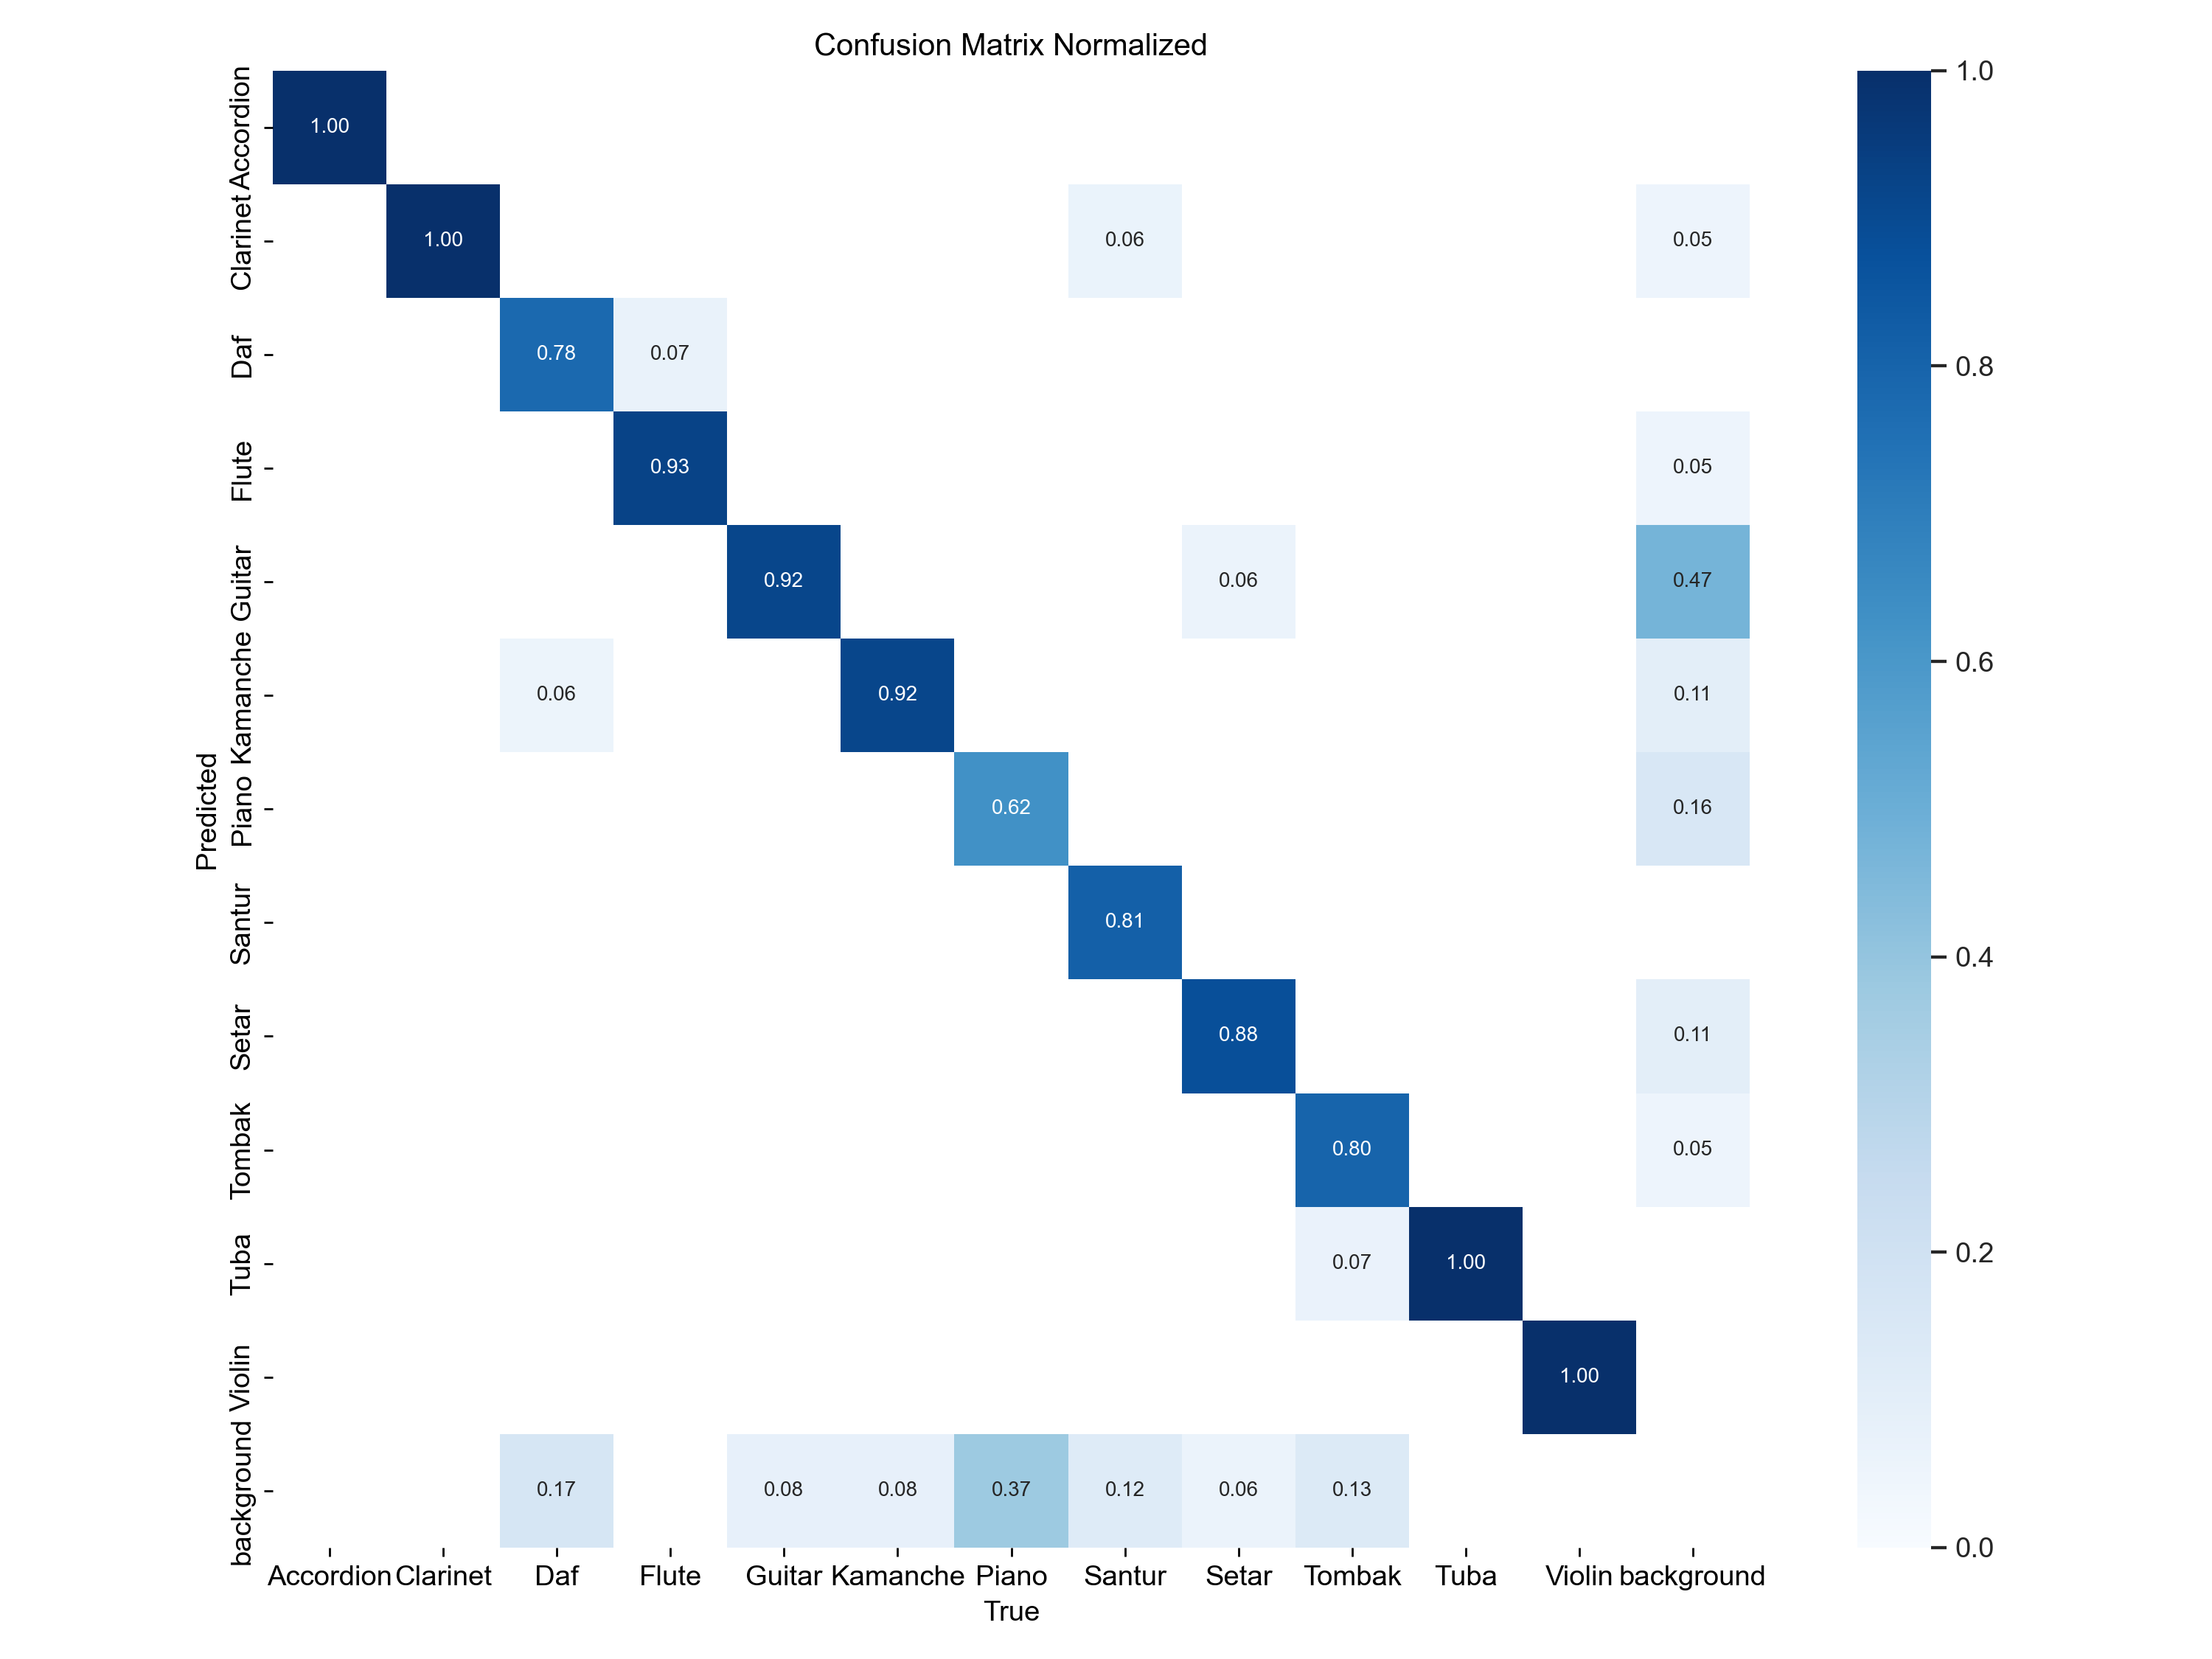 Confusion Matrix Normalized
Accordion
1.00
1.0
Clarinet
1.00
0.06
0.05
Daf
0.78
0.07
0.8
Flute
0.93
0.05
Guitar
0.92
0.06
0.47
0.6
Kamanche
0.06
0.92
0.11
Predicted
Piano
0.62
0.16
Santur
0.81
0.4
Setar
0.88
0.11
Tombak
0.80
0.05
0.2
Tuba
0.07
1.00
Violin
1.00
background
0.17
0.08
0.08
0.37
0.12
0.06
0.13
0.0
Accordion Clarinet Daf Flute Guitar Kamanche Piano Santur Setar Tombak Tuba Violin background
True